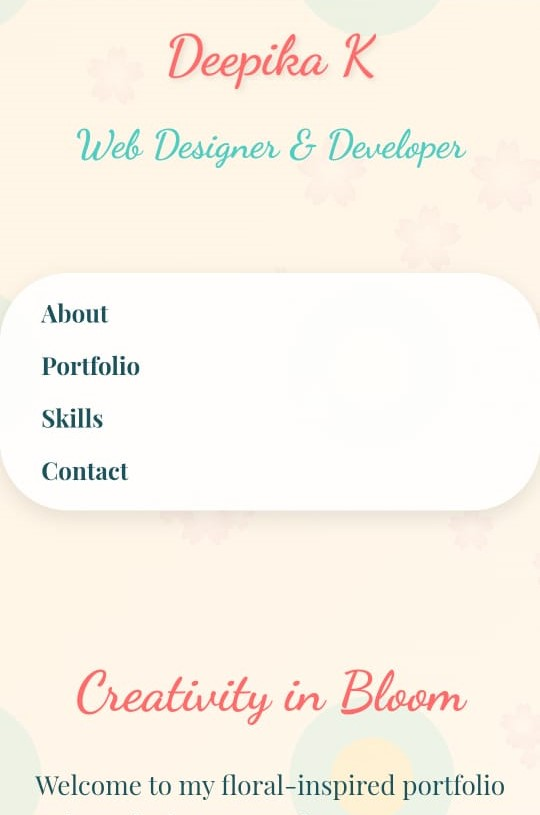 Deepika K
Web Designer & Developer
About
Portfolio
Skills
Contact
Creativity in Bloom
Welcome to my floral-inspired portfolio